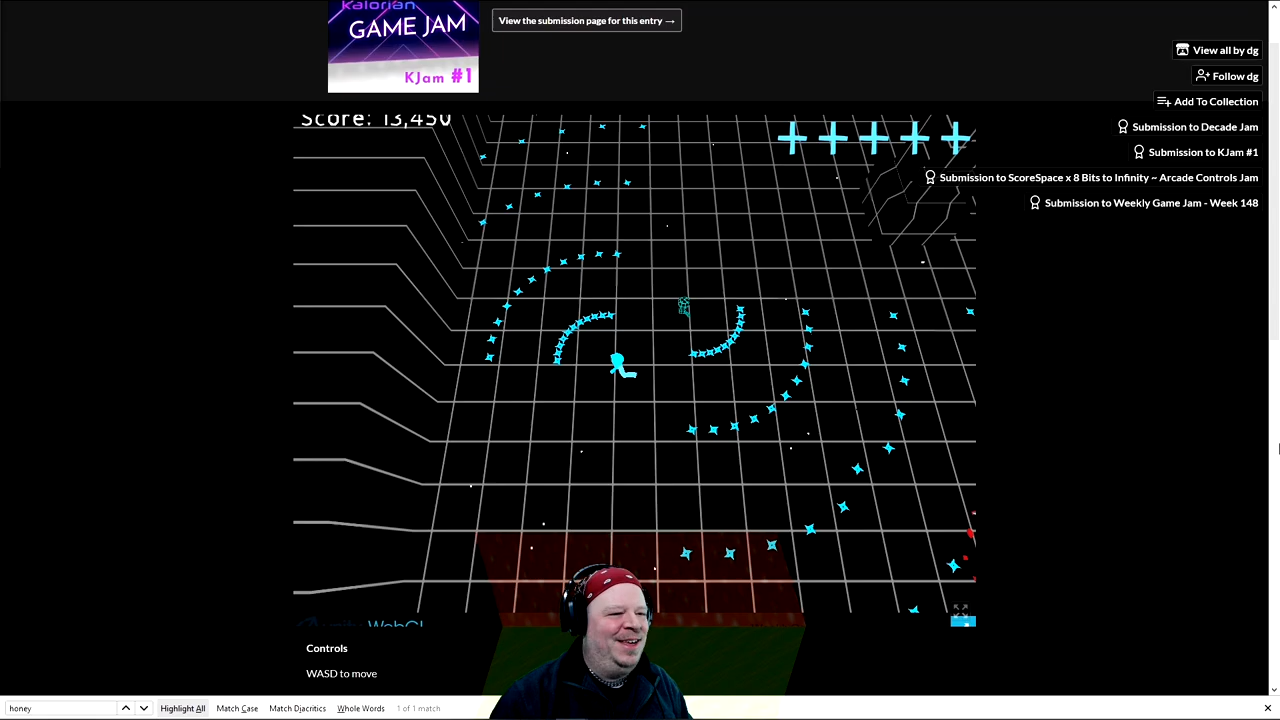 kalorian
GAME JAM
KJam #1
View the submission page for this entry →
View all by dg
Follow dg
Add To Collection
Submission to Decade Jam
Submission to KJam #1
Submission to ScoreSpace x 8 Bits to Infinity ~ Arcade Controls Jam
Submission to Weekly Game Jam - Week 148
Score: 13,450
WebGL
Controls
WASD to move
honey
Highlight All
Match Case
Match Diacritics
Whole Words
1 of 1 match